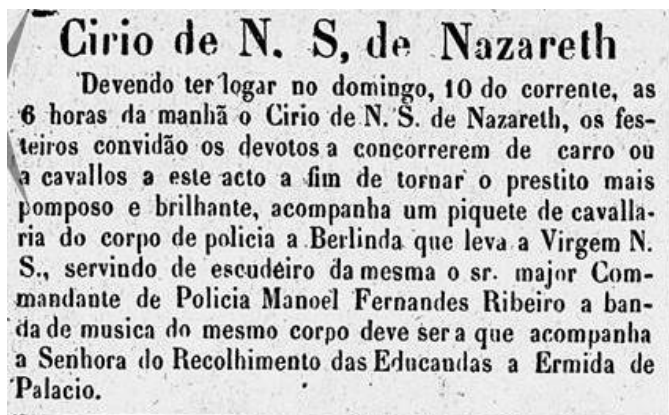 Cirio de N. S, de Nazareth
Devendo ter logar no domingo, 10 do corrente, as
6 horas da manhã o Cirio de N. S. de Nazareth, os fes-
teiros convidão os devotos a concorrerem de carro ou
a cavallos a este acto a fim de tornar o prestito mais
pomposo e brilhante, acompanha um piquete de cavalla-
ria do corpo de policia a Berlinda que leva a Virgem N.
S., servindo de escudeiro da mesma o sr. major Com-
mandante de Policia Manoel Fernandes Ribeiro a ban-
da de musica do mesmo corpo deve ser a que acompanha
a Senhora do Recolhimento das Educandas a Ermida de
Palacio.